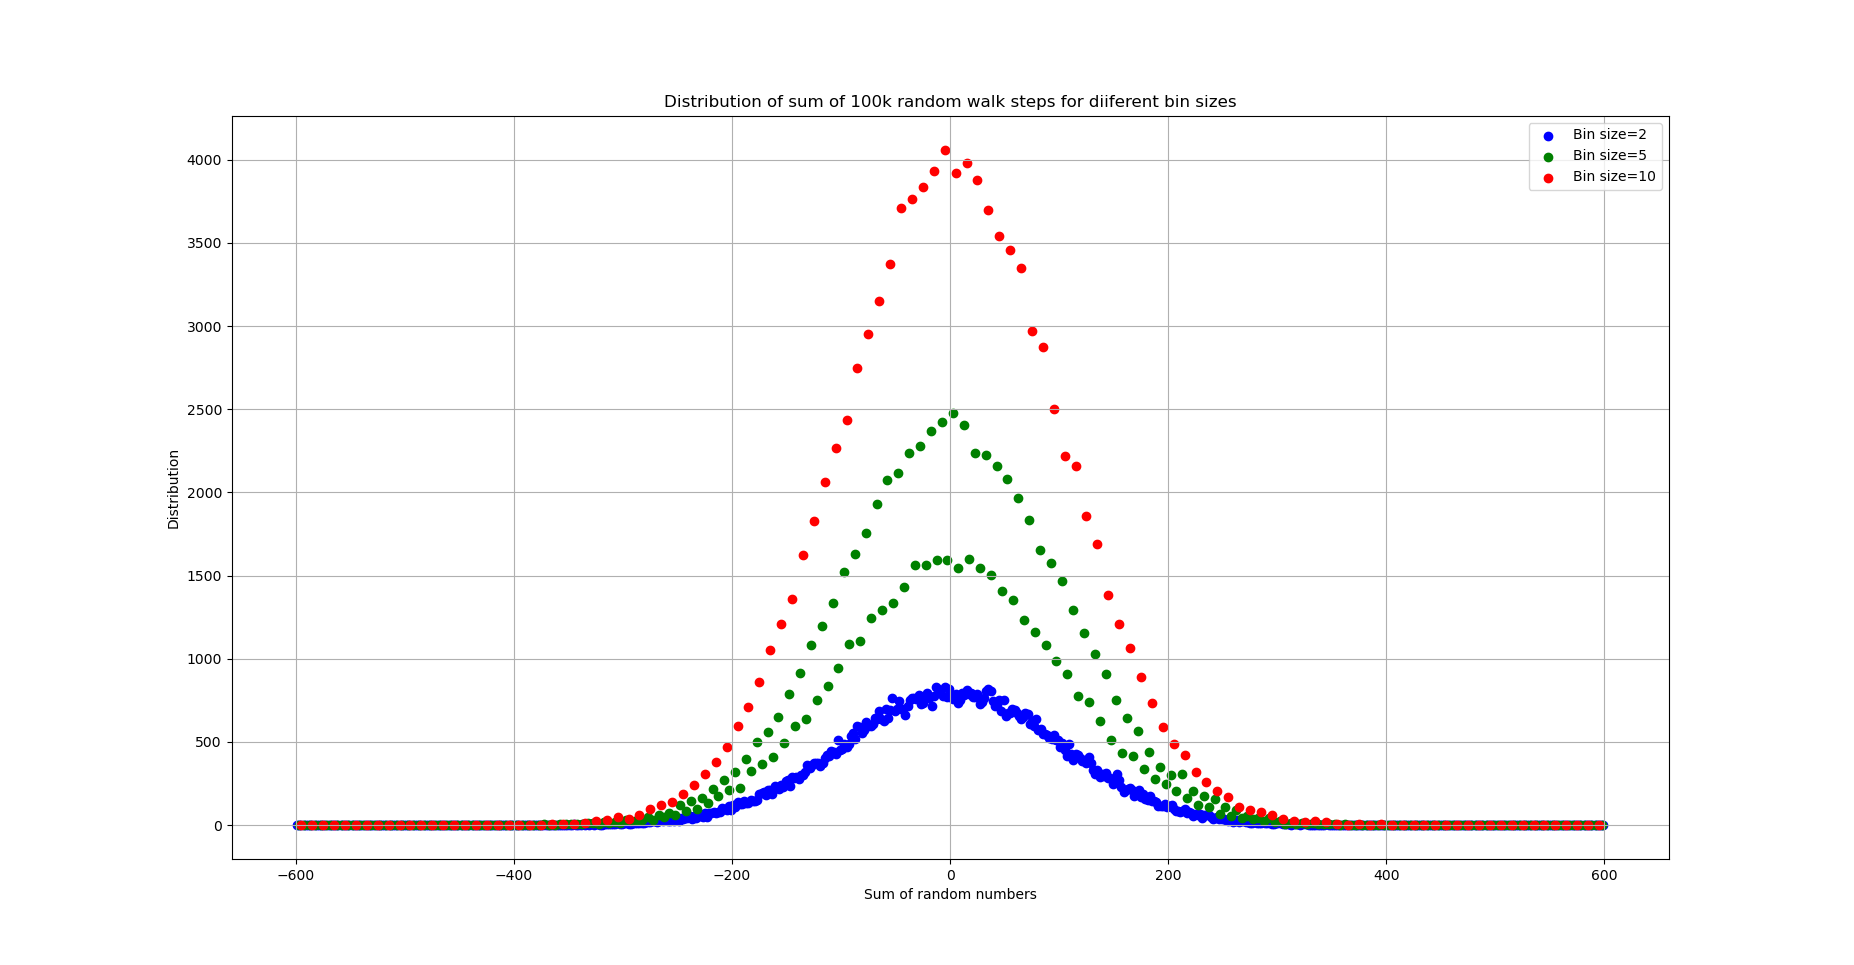 Distribution of sum of 100k random walk steps for diiferent bin sizes
Bin size=2
Bin size=5
Bin size=10
4000
3500
3000
2500
2000
1500
1000
500
0
Distribution
−600
−400
−200
0
200
400
600
Sum of random numbers